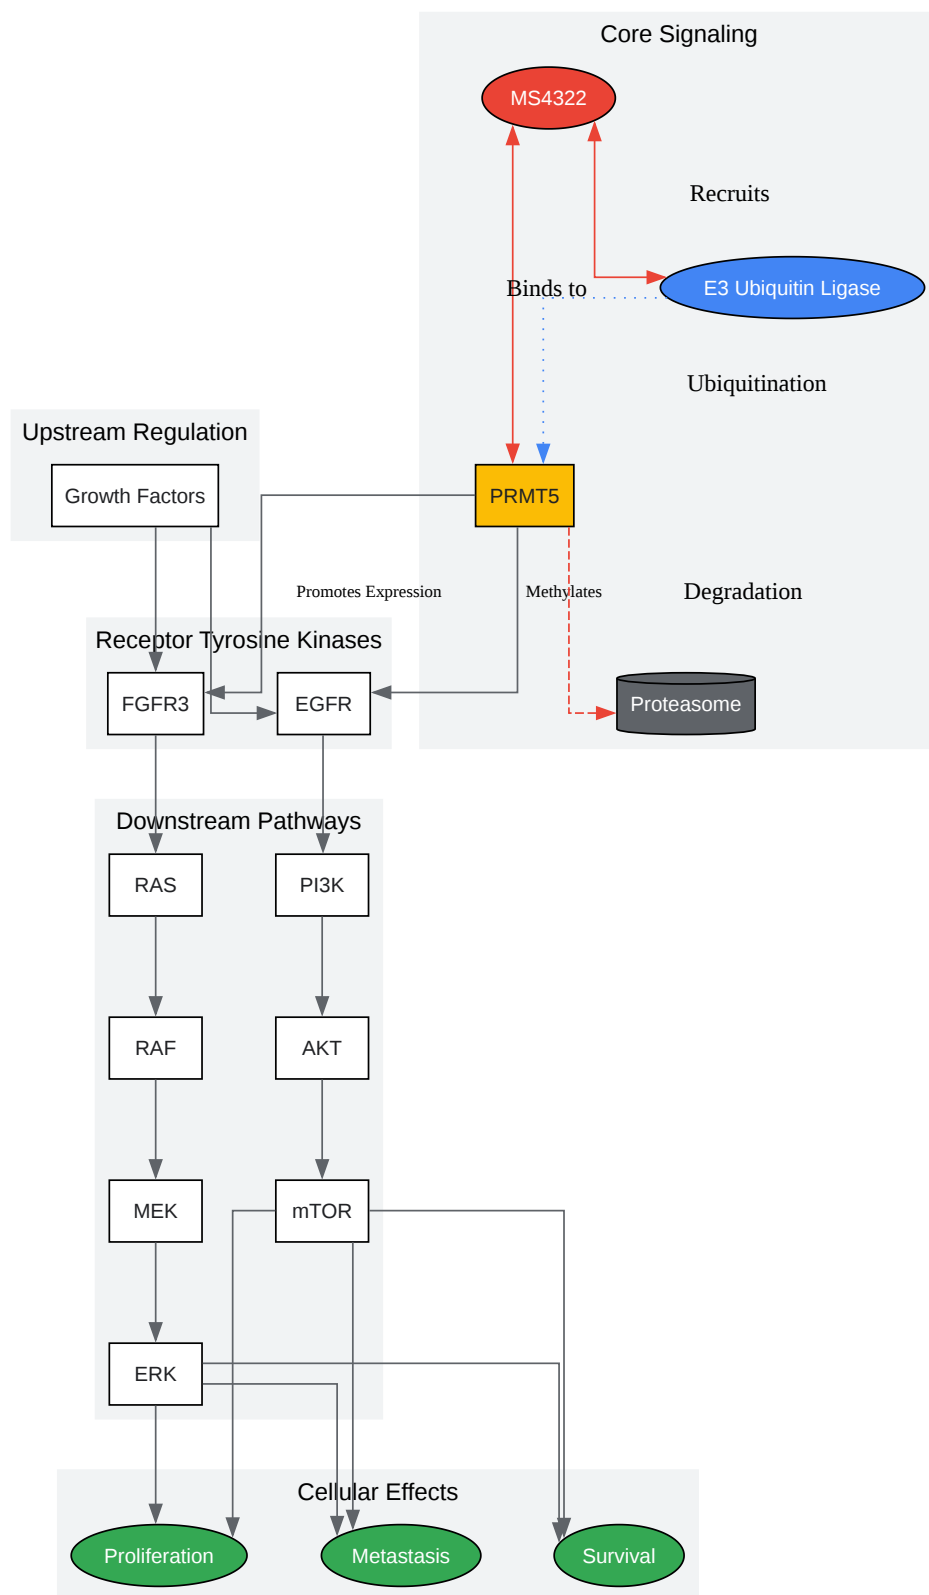 Core Signaling
MS4322
Recruits
Binds to
E3 Ubiquitin Ligase
Ubiquitination
Upstream Regulation
Growth Factors
PRMT5
Promotes Expression
Methylates
Degradation
Receptor Tyrosine Kinases
FGFR3
EGFR
Proteasome
Downstream Pathways
RAS
PI3K
RAF
AKT
MEK
mTOR
ERK
Cellular Effects
Proliferation
Metastasis
Survival